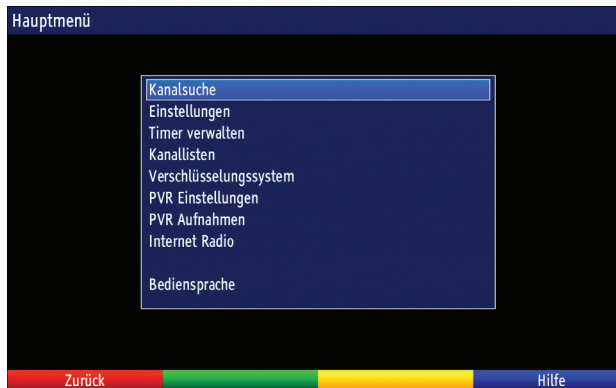 Hauptmenü
Kanalsuche
Einstellungen
Timer verwalten
Kanallisten
Verschlüsselungssystem
PVR Einstellungen
PVR Aufnahmen
Internet Radio
Bediensprache
Zurück
Hilfe